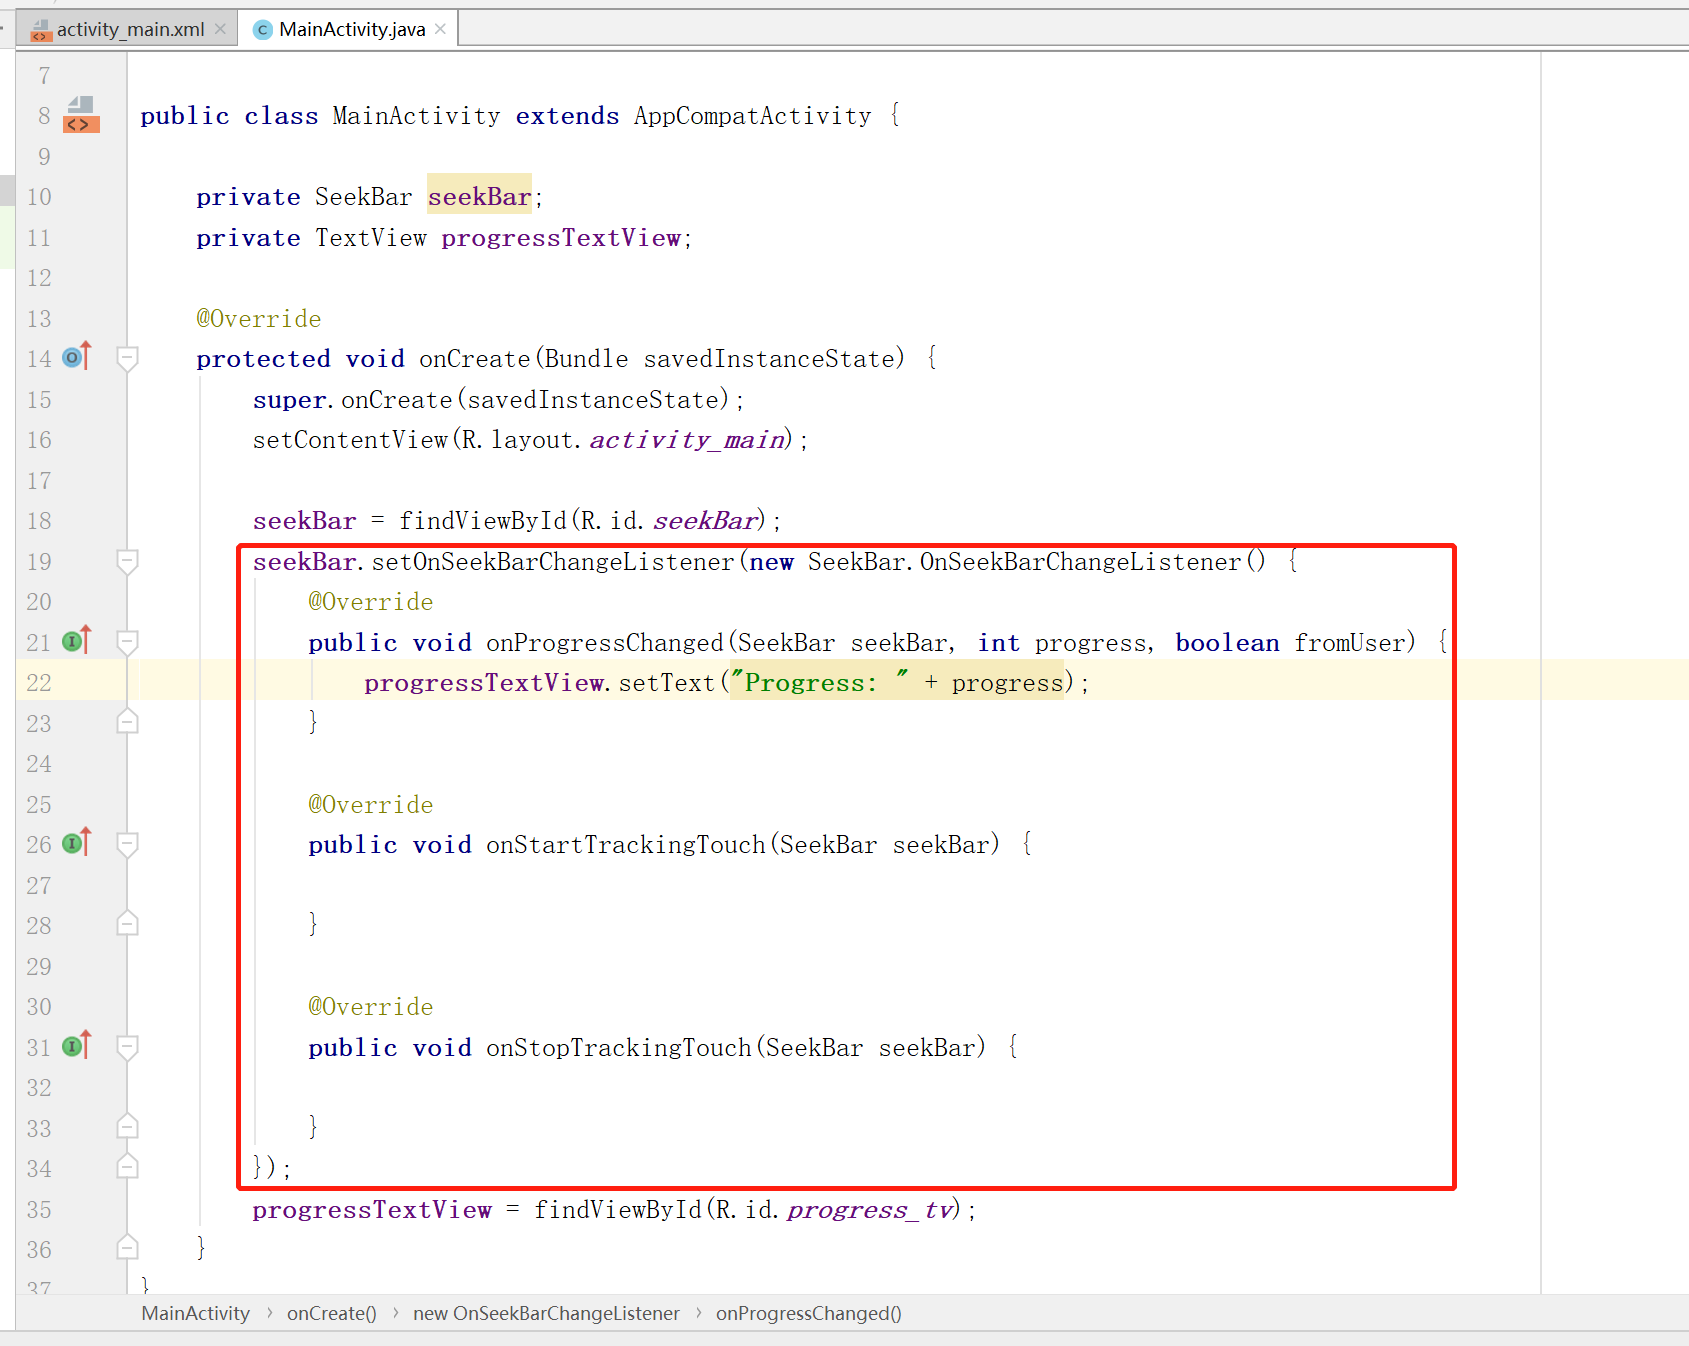 activity_main.xml MainActivity.java
7
8 public class MainActivity extends AppCompatActivity {
9
10 private SeekBar seekBar;
11 private TextView progressTextView;
12
13 @Override
14 protected void onCreate(Bundle savedInstanceState) {
15 super.onCreate(savedInstanceState);
16 setContentView(R.layout.activity_main);
17
18 seekBar = findViewById(R.id.seekBar);
19 seekBar.setOnSeekBarChangeListener(new SeekBar.OnSeekBarChangeListener() {
20 @Override
21 public void onProgressChanged(SeekBar seekBar, int progress, boolean fromUser) {
22 progressTextView.setText("Progress: " + progress);
23 }
24
25 @Override
26 public void onStartTrackingTouch(SeekBar seekBar) {
27
28 }
29
30 @Override
31 public void onStopTrackingTouch(SeekBar seekBar) {
32
33 }
34 });
35 progressTextView = findViewById(R.id.progress_tv);
36 }
37 }
MainActivity › onCreate() › new OnSeekBarChangeListener › onProgressChanged()